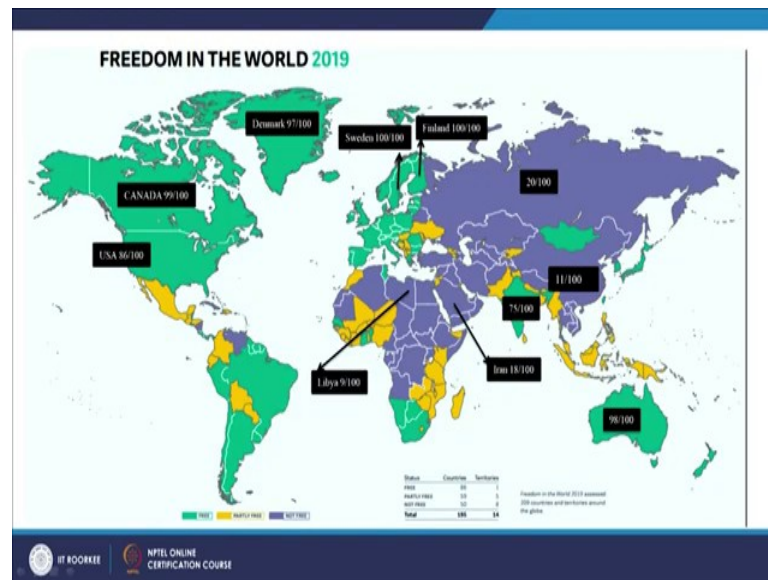 FREEDOM IN THE WORLD 2019
Denmark 97/100
Sweden 100/100
Finland 100/100
CANADA 99/100
20/100
USA 86/100
11/100
75/100
Libya 9/100
Iran 18/100
98/100
Status Countries Territories
FREE
PARTLY FREE
NOT FREE
Total 195 14
Freedom in the World 2019 assessed
countries and territories around
the globe.
FREE PARTLY FREE NOT FREE
IIT ROORKEE
NPTEL ONLINE
CERTIFICATION COURSE